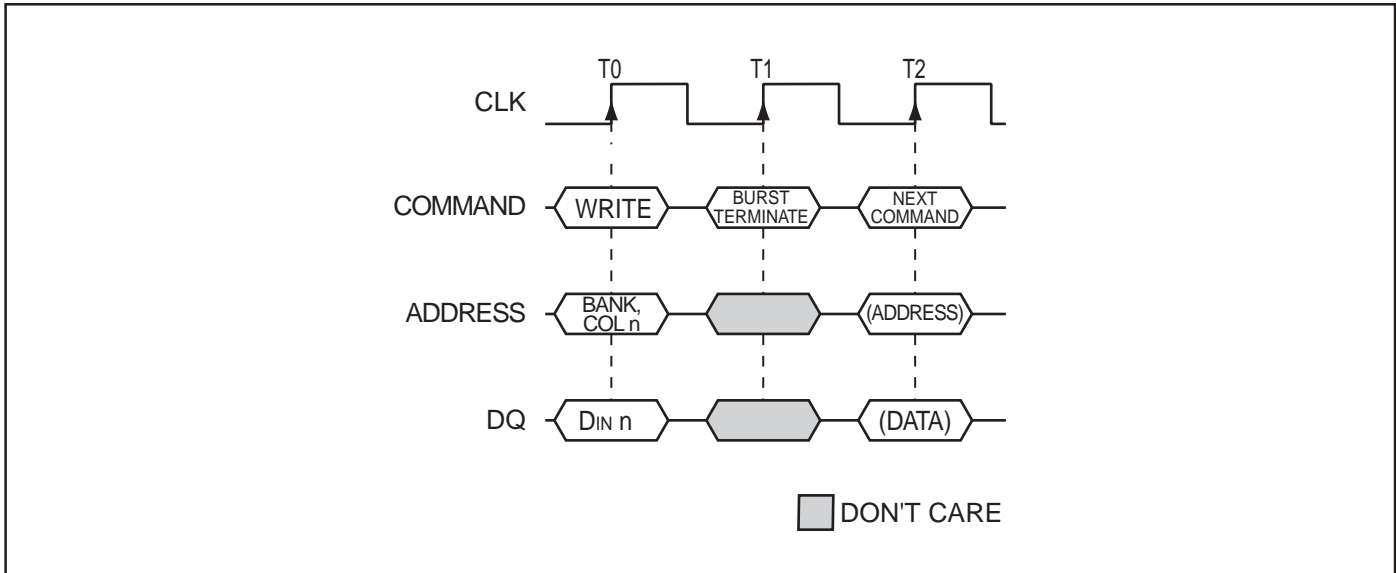 T0 T1 T2
CLK
COMMAND WRITE BURST TERMINATE NEXT COMMAND
ADDRESS BANK, COL n (ADDRESS)
DQ DIN n (DATA)
DON'T CARE